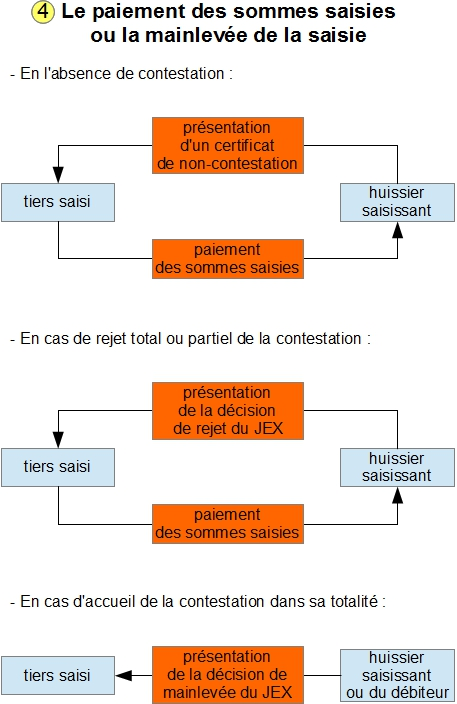 4 Le paiement des sommes saisies
ou la mainlevée de la saisie
- En l'absence de contestation :
présentation
d'un certificat
de non-contestation
tiers saisi
huissier
saisissant
paiement
des sommes saisies
- En cas de rejet total ou partiel de la contestation :
présentation
de la décision
de rejet du JEX
tiers saisi
huissier
saisissant
paiement
des sommes saisies
- En cas d'accueil de la contestation dans sa totalité :
tiers saisi
présentation
de la décision de
mainlevée du JEX
huissier
saisissant
ou du débiteur